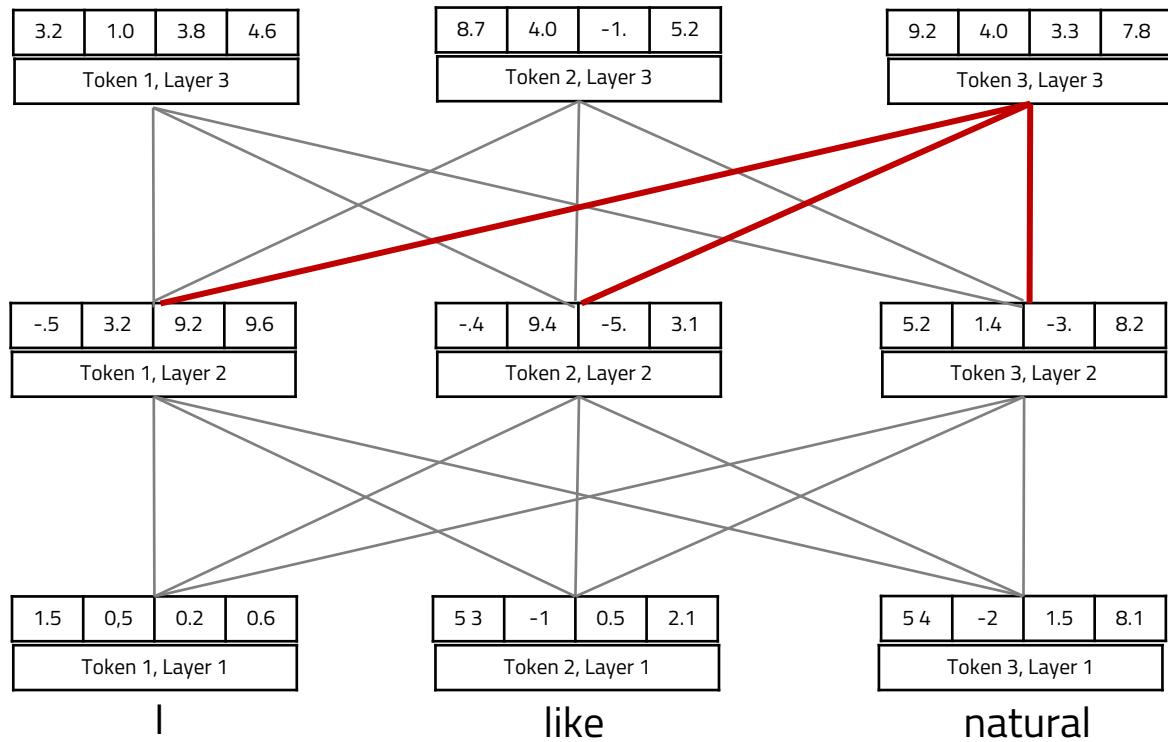 3.2 1.0 3.8 4.6
Token 1, Layer 3
8.7 4.0 -1. 5.2
Token 2, Layer 3
9.2 4.0 3.3 7.8
Token 3, Layer 3
-.5 3.2 9.2 9.6
Token 1, Layer 2
-.4 9.4 -5. 3.1
Token 2, Layer 2
5.2 1.4 -3. 8.2
Token 3, Layer 2
1.5 0,5 0.2 0.6
Token 1, Layer 1
5 3 -1 0.5 2.1
Token 2, Layer 1
5 4 -2 1.5 8.1
Token 3, Layer 1
I
like
natural